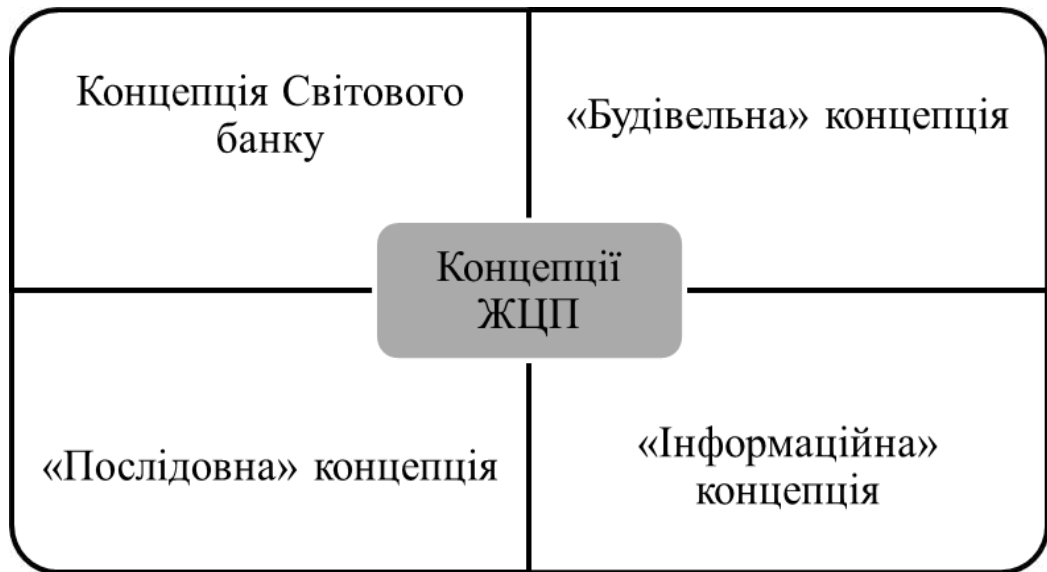 Концепція Світового
банку
«Будівельна» концепція
Концепції
ЖЦП
«Послідовна» концепція
«Інформаційна»
концепція